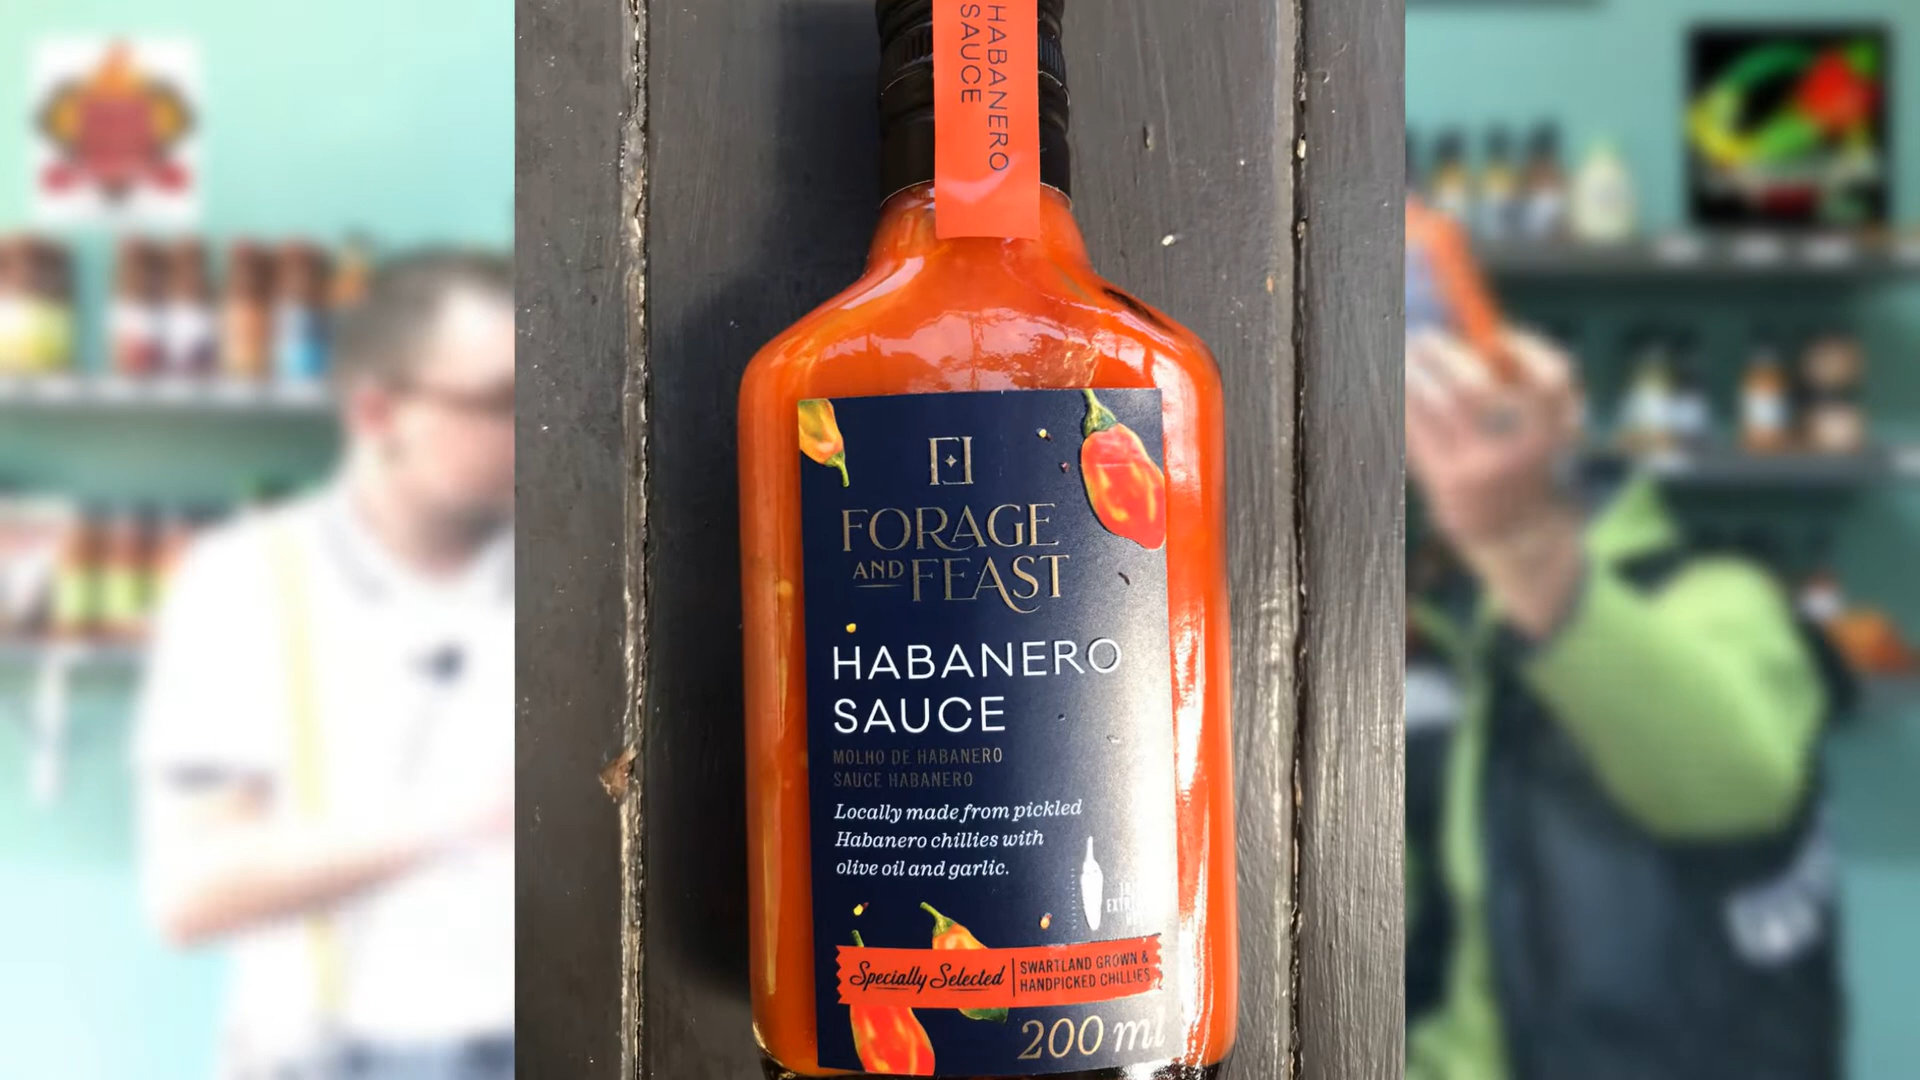 HABANERO
SAUCE
FORAGE
AND FEAST
HABANERO
SAUCE
MOLHO DE HABANERO
SAUCE HABANERO
Locally made from pickled
Habanero chillies with
olive oil and garlic.
Specially Selected
SWARTLAND GROWN &
HANDPICKED CHILLIES
200 ml